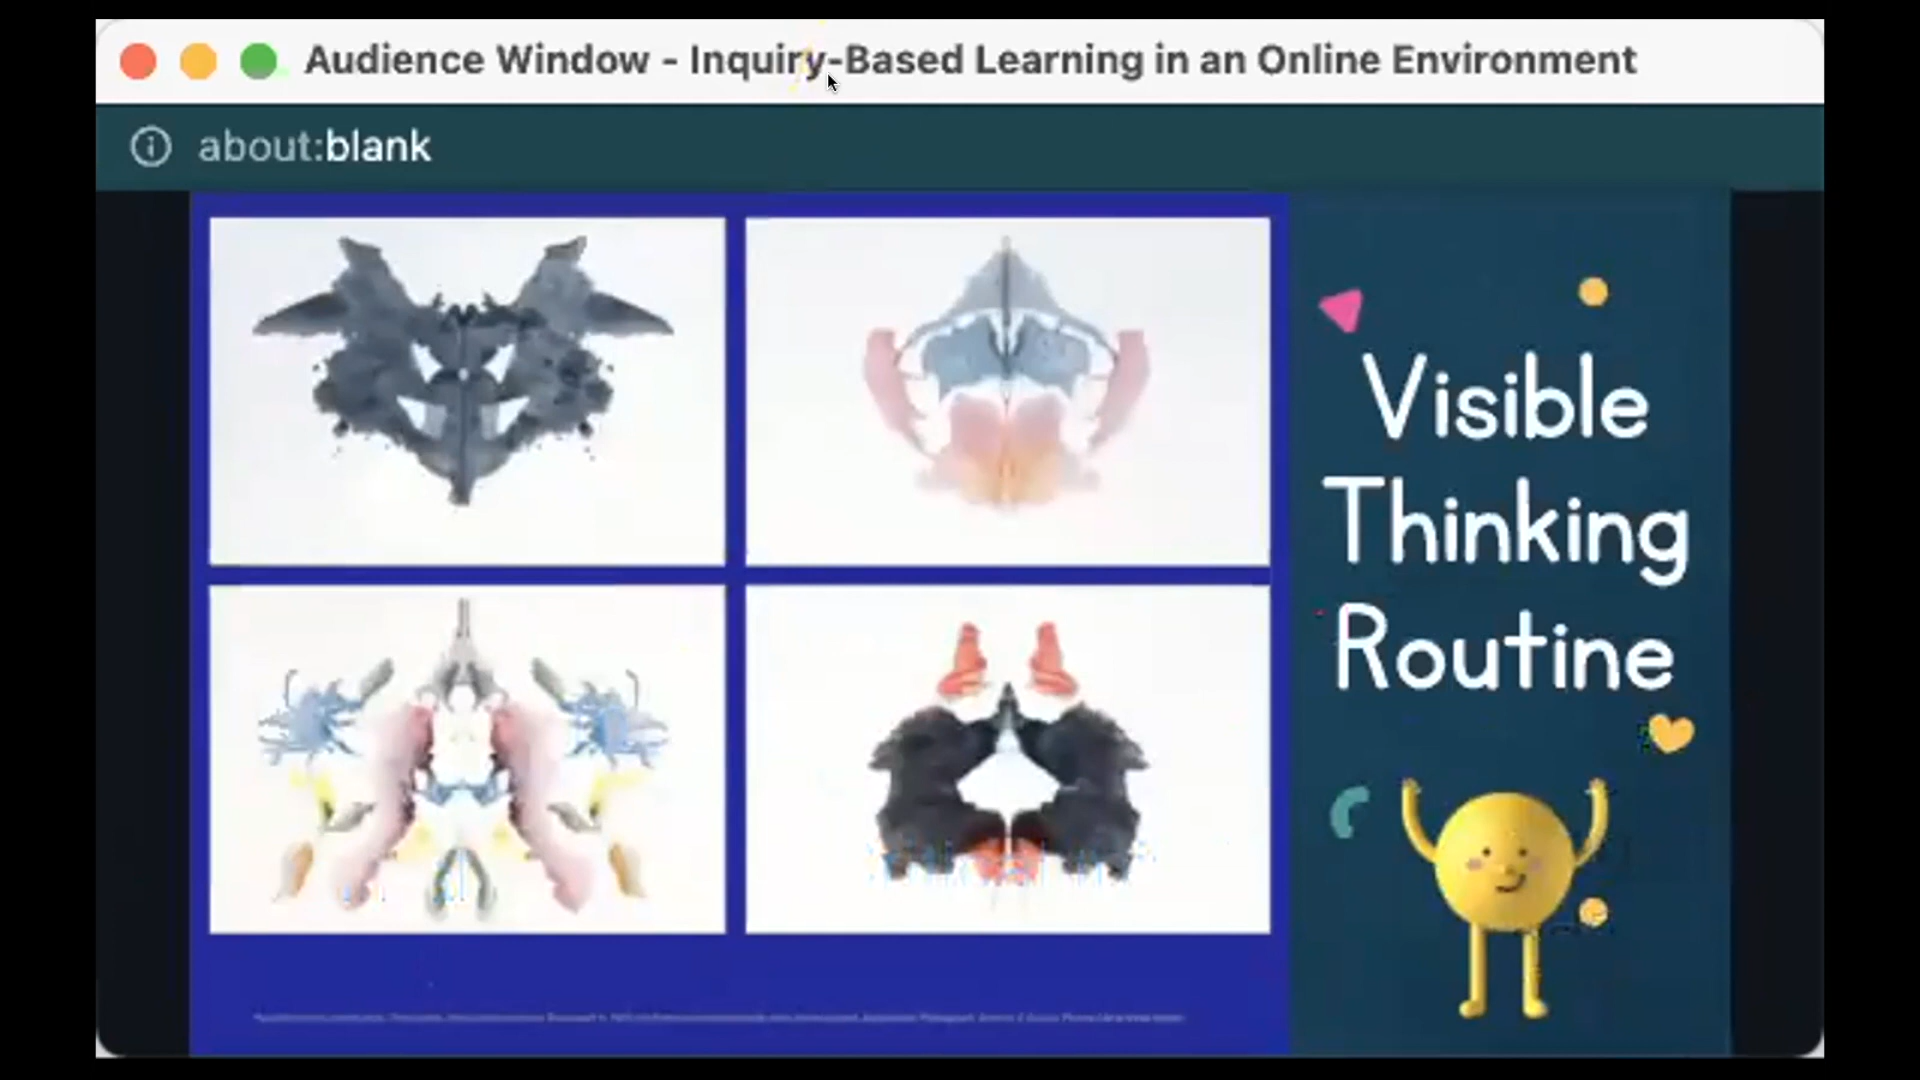 Audience Window - Inquiry-Based Learning in an Online Environment
about:blank
Visible
Thinking
Routine